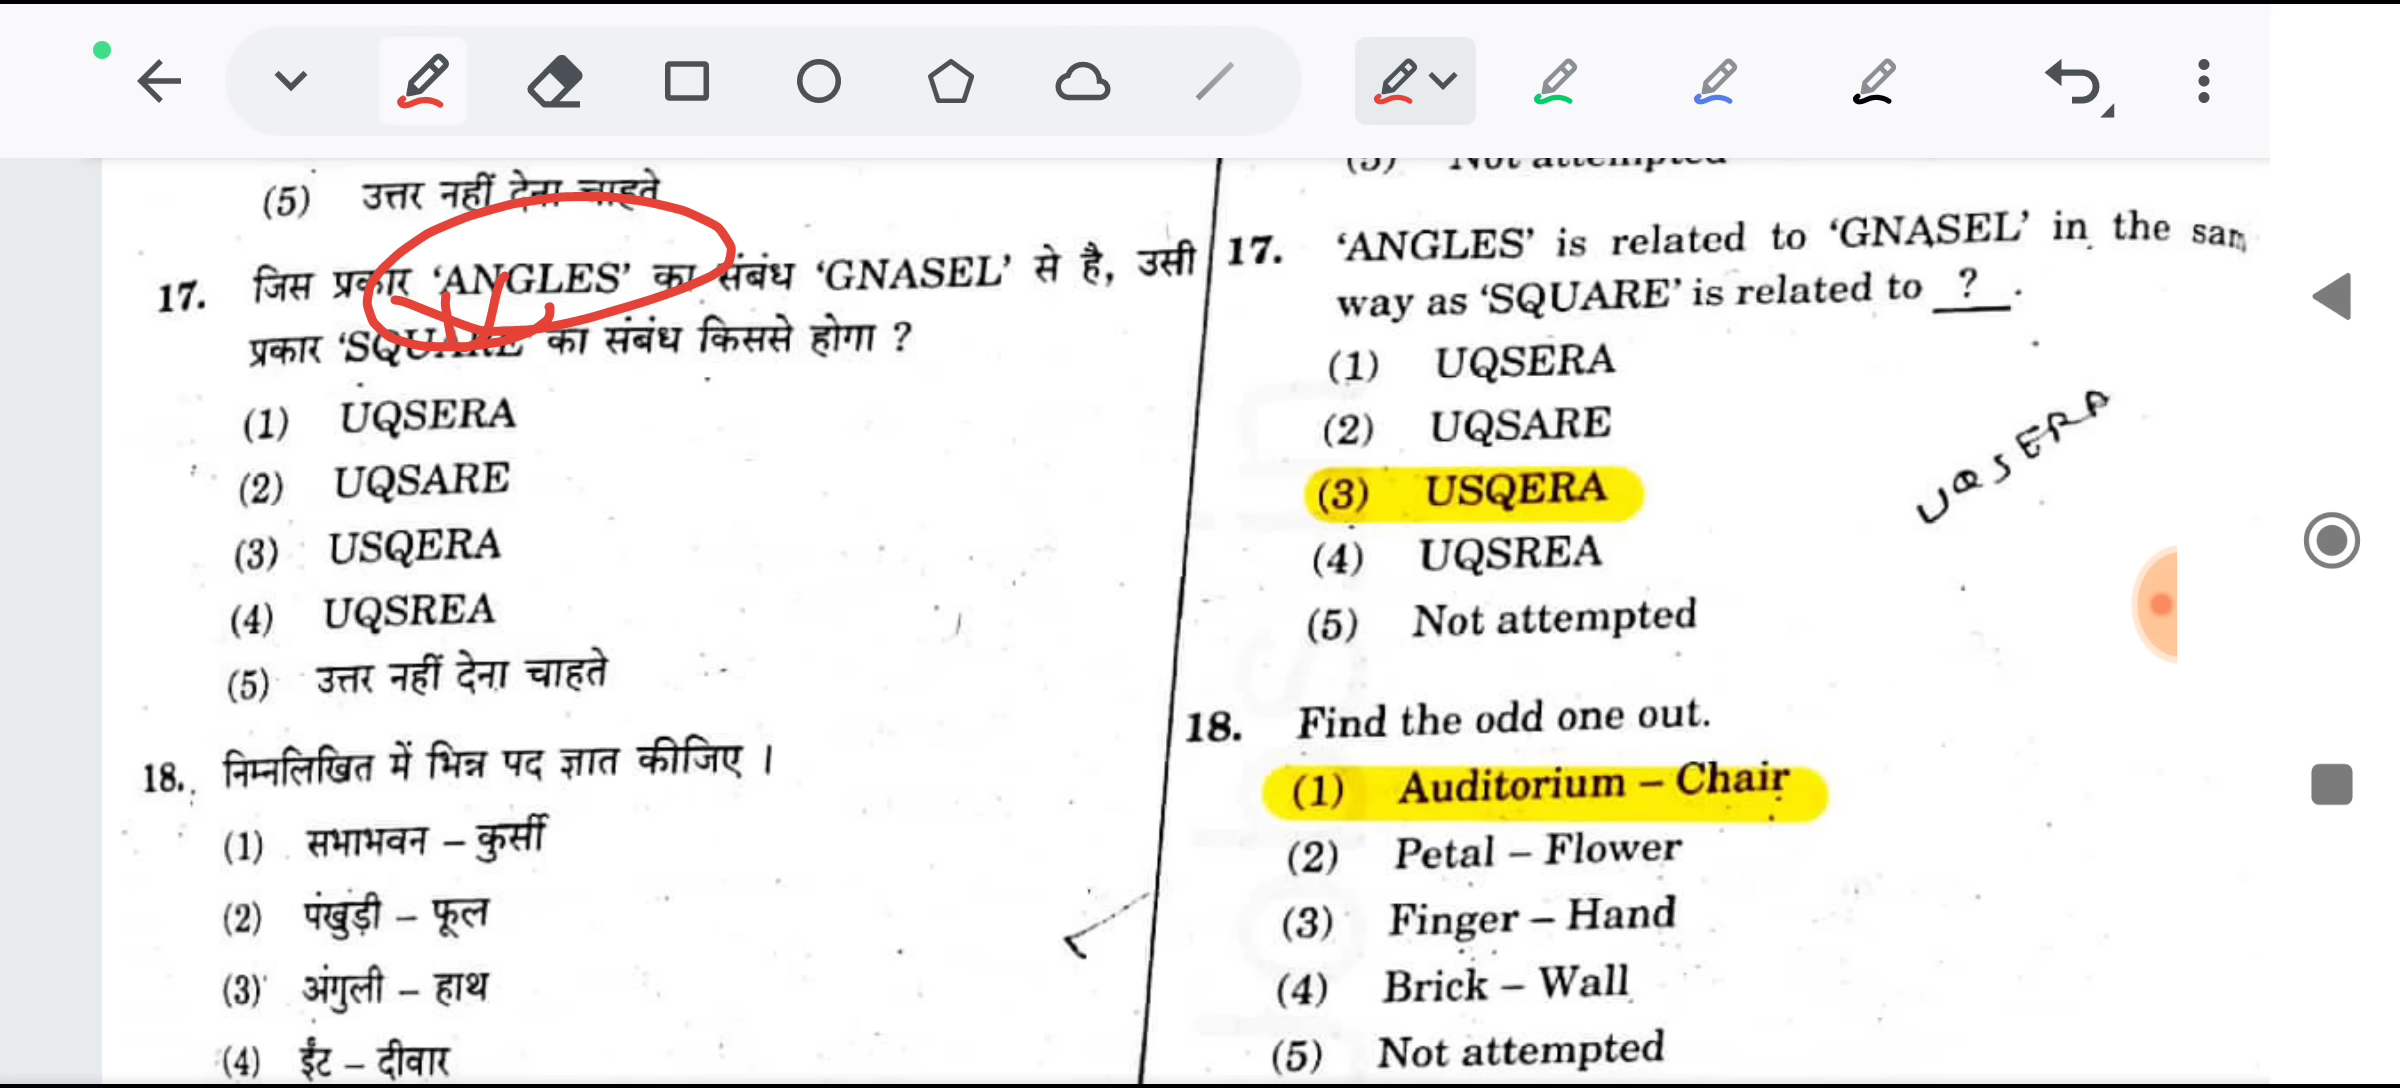 (5) उत्तर नहीं देना चाहते
17. जिस प्रकार ‘ANGLES’ का संबंध ‘GNASEL’ से है, उसी
प्रकार ‘SQUARE’ का संबंध किससे होगा ?
(1) UQSERA
(2) UQSARE
(3) USQERA
(4) UQSREA
(5) उत्तर नहीं देना चाहते
18. निम्नलिखित में भिन्न पद ज्ञात कीजिए ।
(1) सभाभवन – कुर्सी
(2) पंखुड़ी – फूल
(3) अंगुली – हाथ
(4) ईंट – दीवार
(5) Not attempted
17. ‘ANGLES’ is related to ‘GNASEL’ in the sam
way as ‘SQUARE’ is related to ? .
(1) UQSERA
(2) UQSARE
(3) USQERA
(4) UQSREA
(5) Not attempted
UQSERA
18. Find the odd one out.
(1) Auditorium – Chair
(2) Petal – Flower
(3) Finger – Hand
(4) Brick – Wall
(5) Not attempted